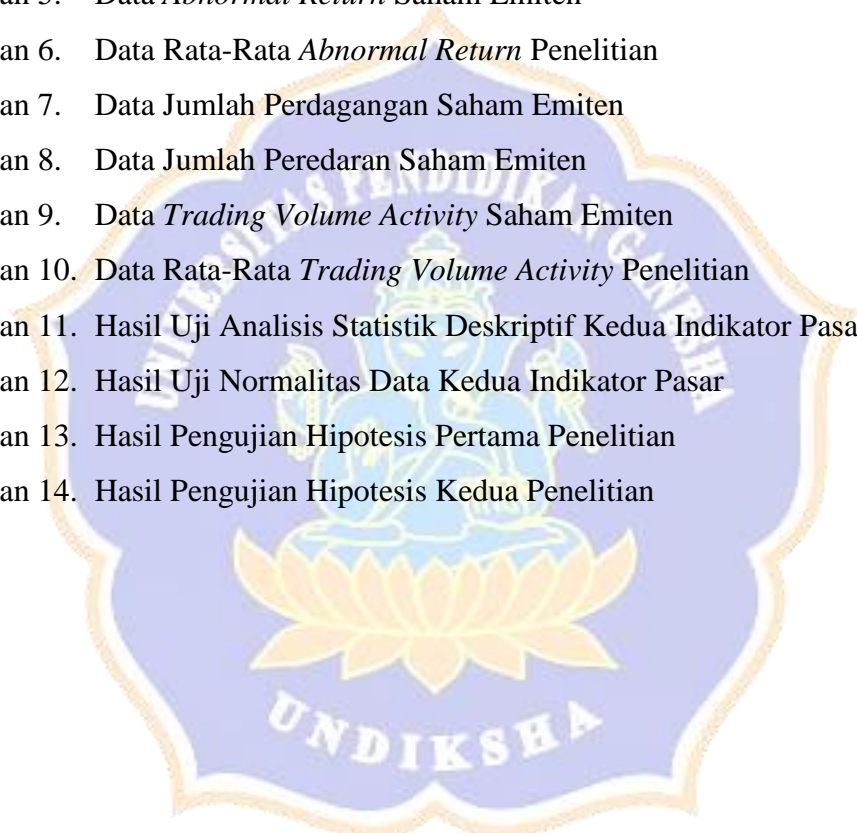 an 5. Data Abnormal Return Saham Emiten
an 6. Data Rata-Rata Abnormal Return Penelitian
an 7. Data Jumlah Perdagangan Saham Emiten
an 8. Data Jumlah Peredaran Saham Emiten
an 9. Data Trading Volume Activity Saham Emiten
an 10. Data Rata-Rata Trading Volume Activity Penelitian
an 11. Hasil Uji Analisis Statistik Deskriptif Kedua Indikator Pasa
an 12. Hasil Uji Normalitas Data Kedua Indikator Pasar
an 13. Hasil Pengujian Hipotesis Pertama Penelitian
an 14. Hasil Pengujian Hipotesis Kedua Penelitian
UNIVERSITAS PENDIDIKAN GANESHA
UNDIKSHA